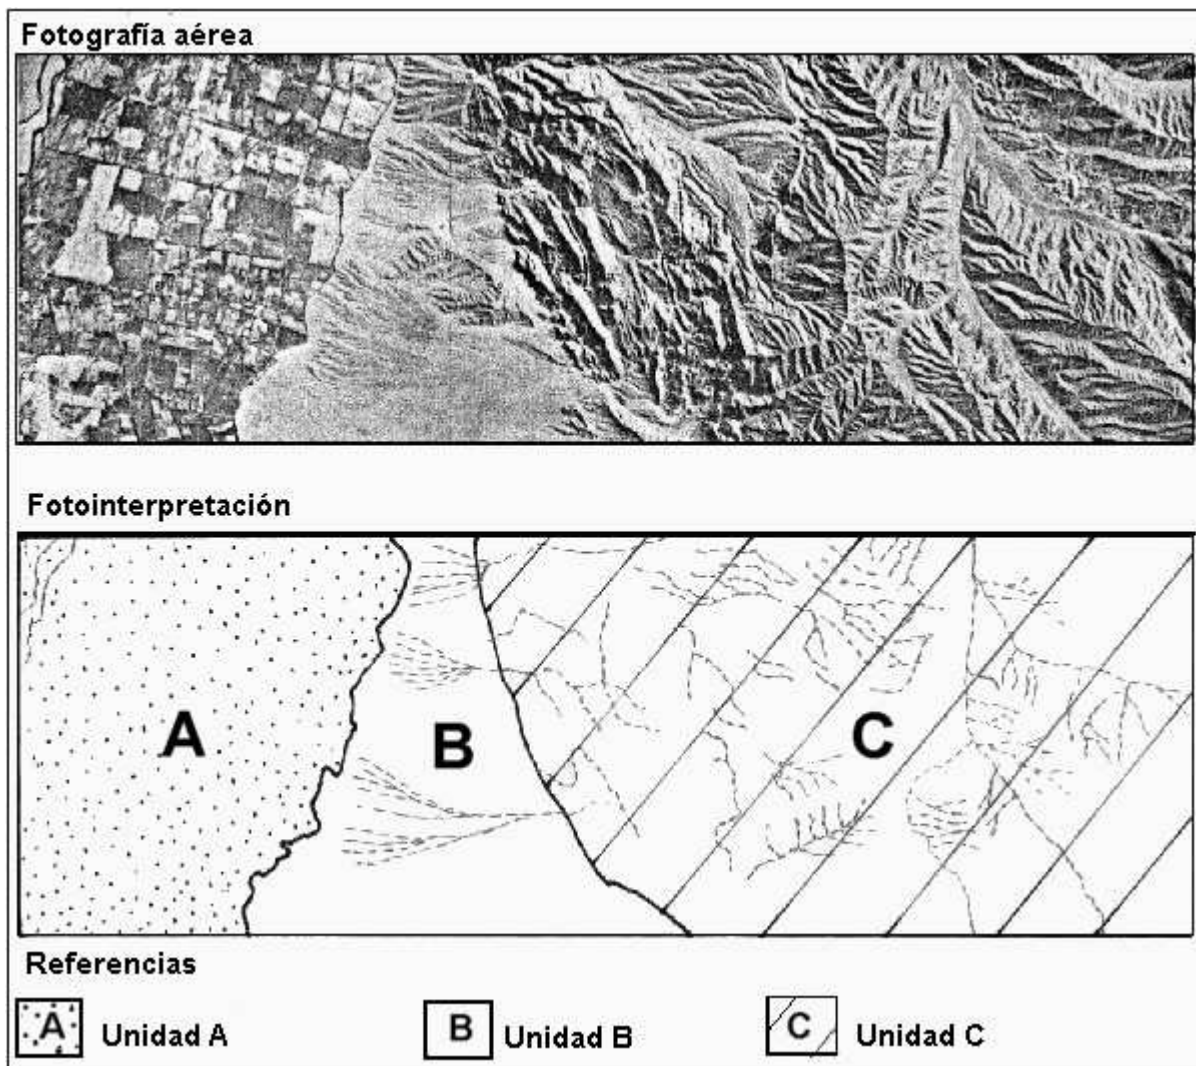 Fotografía aérea
Fotointerpretación
A
B
C
Referencias
A Unidad A
B Unidad B
C Unidad C